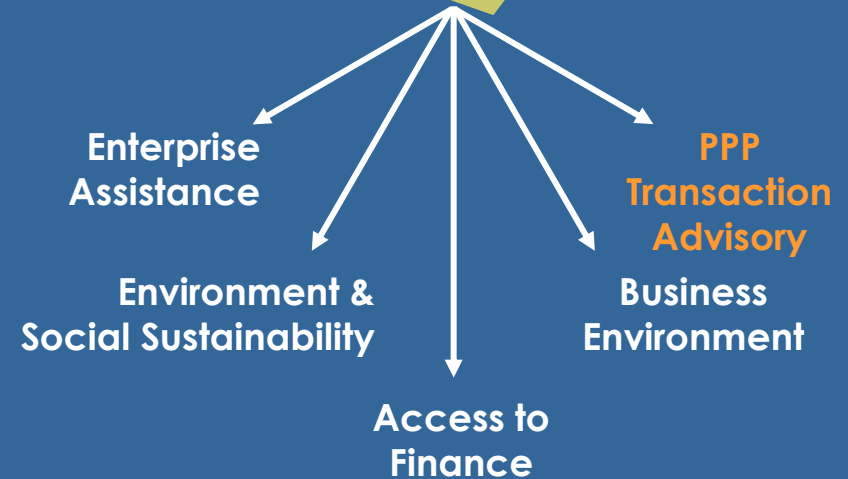 Enterprise
Assistance
PPP
Transaction
Advisory
Environment &
Social Sustainability
Business
Environment
Access to
Finance